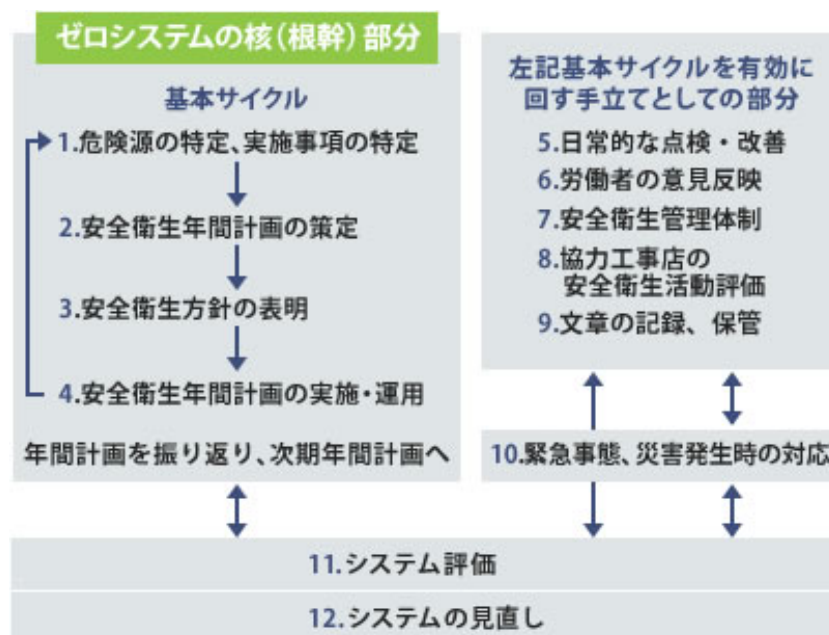 ゼロシステムの核(根幹)部分
基本サイクル
1.危険源の特定、実施事項の特定
2.安全衛生年間計画の策定
3.安全衛生方針の表明
4.安全衛生年間計画の実施・運用
年間計画を振り返り、次期年間計画へ
左記基本サイクルを有効に
回す手立てとしての部分
5.日常的な点検・改善
6.労働者の意見反映
7.安全衛生管理体制
8.協力工事店の
安全衛生活動評価
9.文章の記録、保管
10.緊急事態、災害発生時の対応
11.システム評価
12.システムの見直し